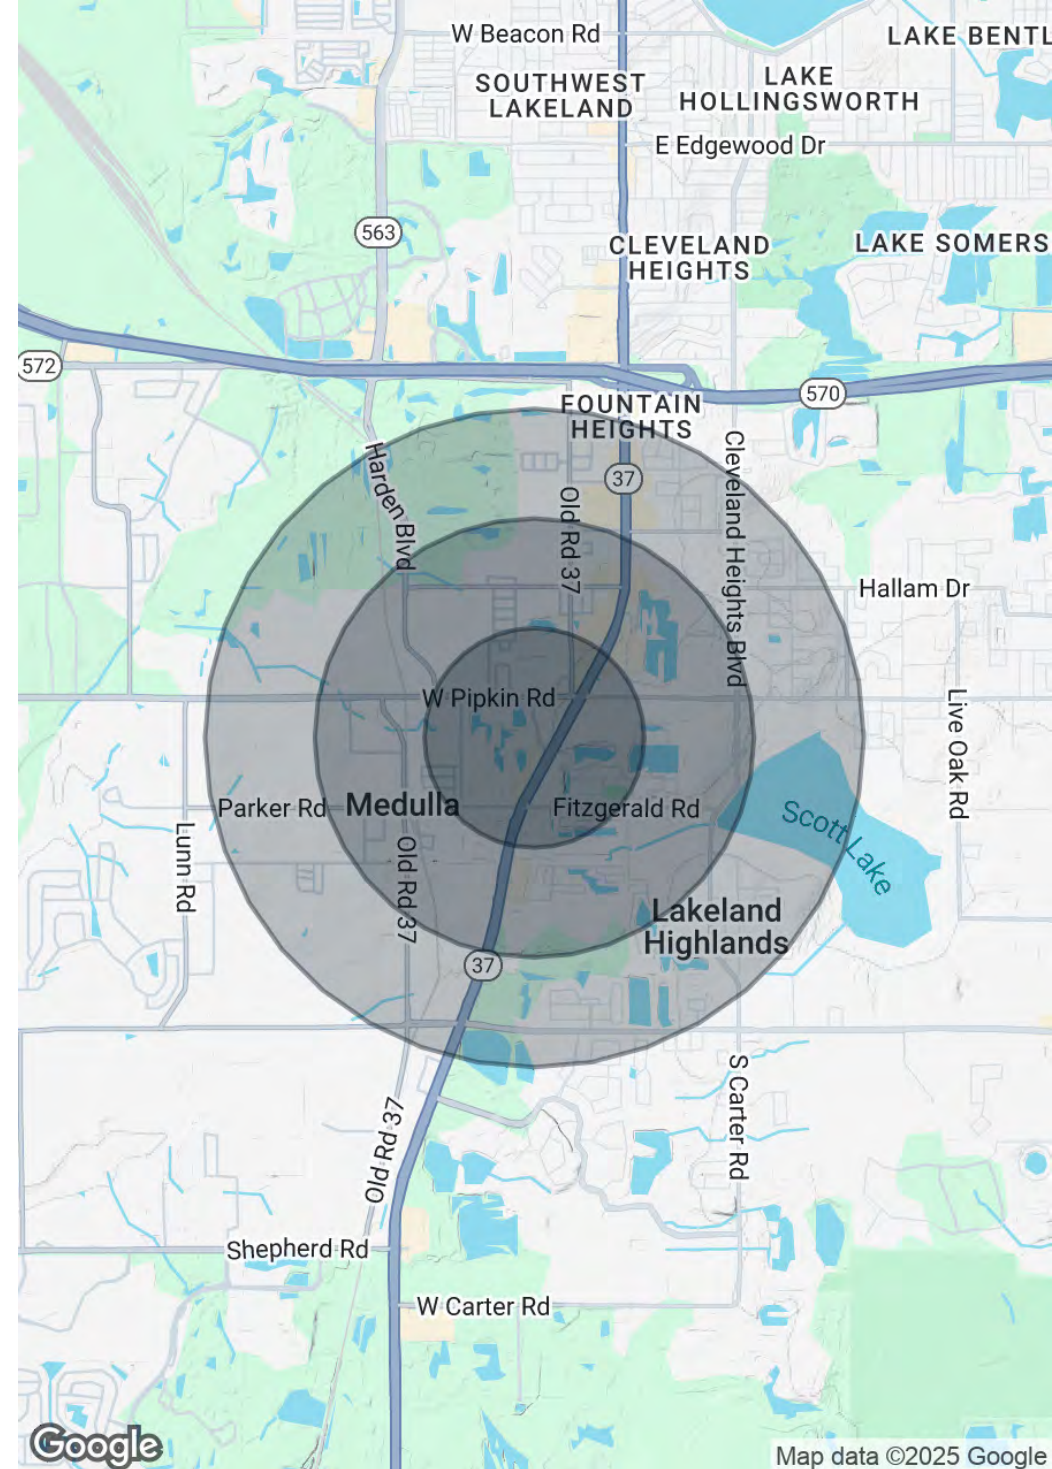 W Beacon Rd
LAKE BENTL
SOUTHWEST
LAKELAND
LAKE
HOLLINGSWORTH
E Edgewood Dr
563
CLEVELAND
HEIGHTS
LAKE SOMERS
572
570
FOUNTAIN
HEIGHTS
37
Harden Blvd
Old Rd 37
Cleveland Heights Blvd
Hallam Dr
W Pipkin Rd
Live Oak Rd
Parker Rd
Medulla
Fitzgerald Rd
Scott Lake
Lunn Rd
Old Rd 37
Lakeland
Highlands
37
S Carter Rd
Old Rd 37
Shepherd Rd
W Carter Rd
Google
Map data ©2025 Google